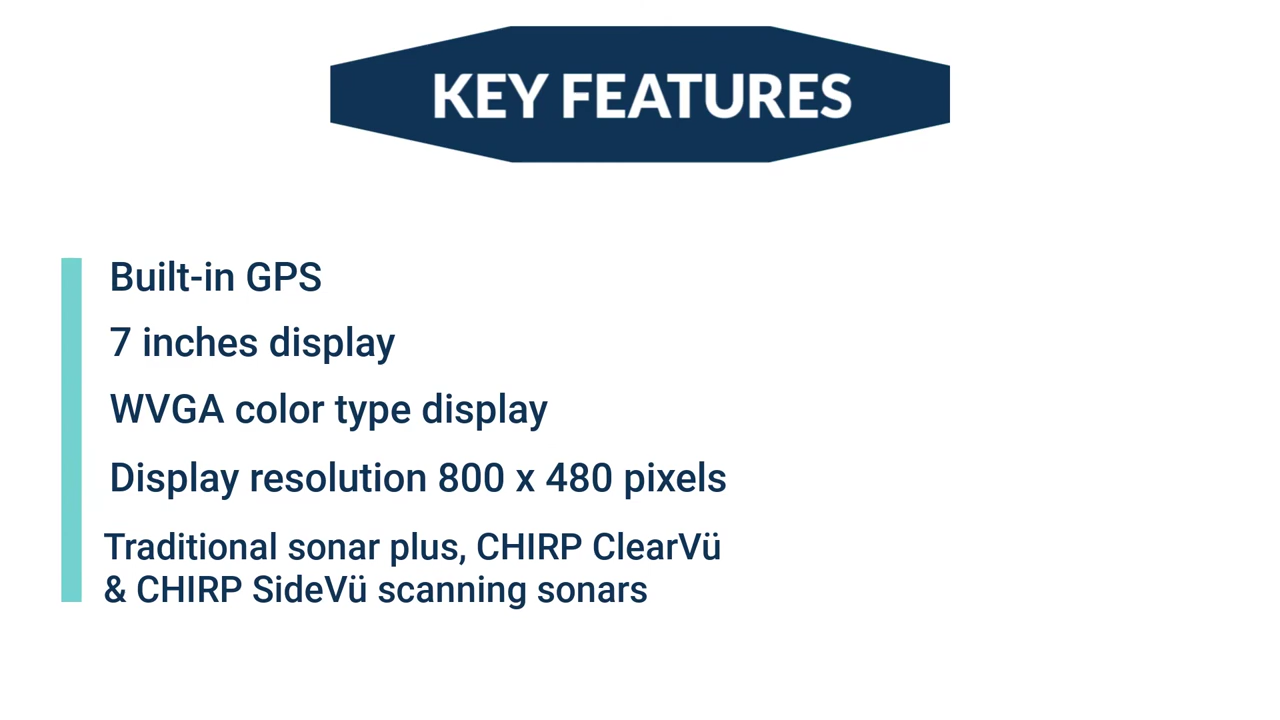 KEY FEATURES
Built-in GPS
7 inches display
WVGA color type display
Display resolution 800 x 480 pixels
Traditional sonar plus, CHIRP ClearVü
& CHIRP SideVü scanning sonars